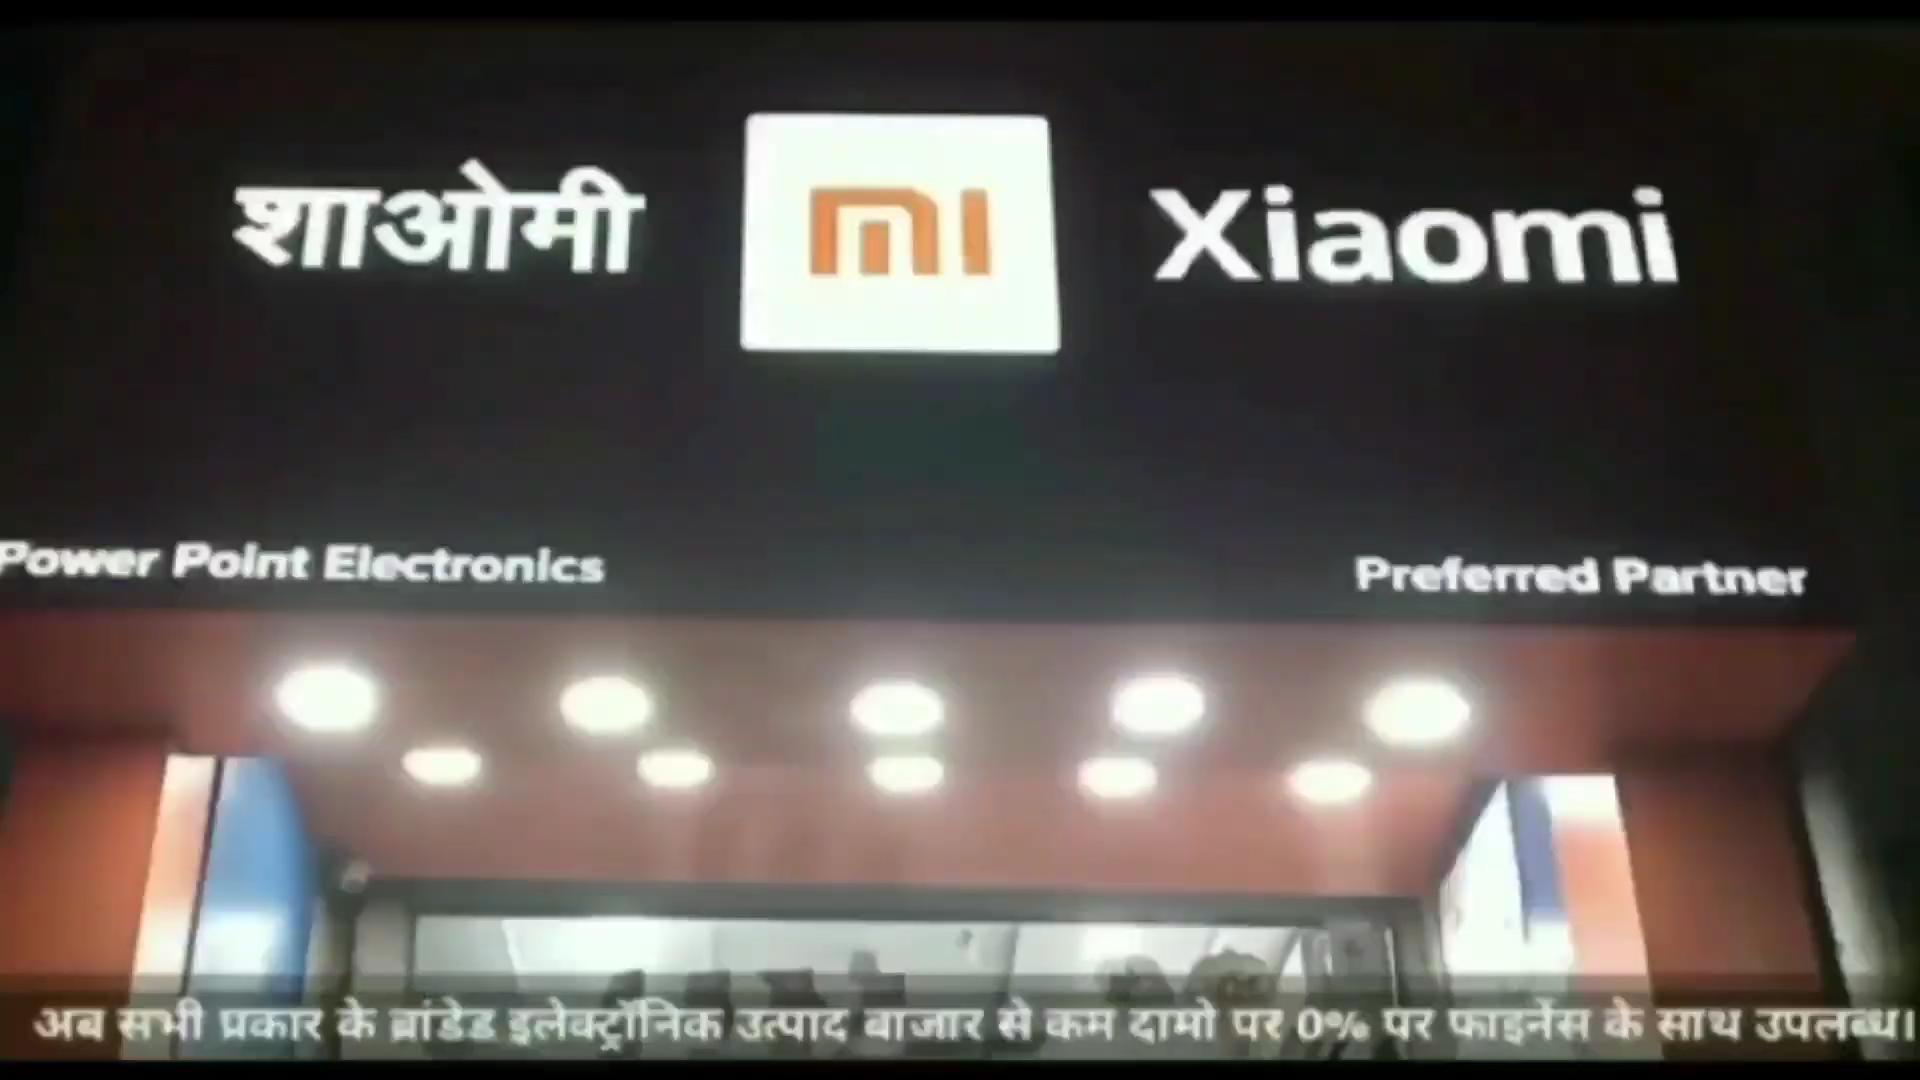 शाओमी mi Xiaomi
Power Point Electronics Preferred Partner
अब सभी प्रकार के ब्रांडेड इलेक्ट्रॉनिक उत्पाद बाजार से कम दामो पर 0% पर फाइनेंस के साथ उपलब्ध।